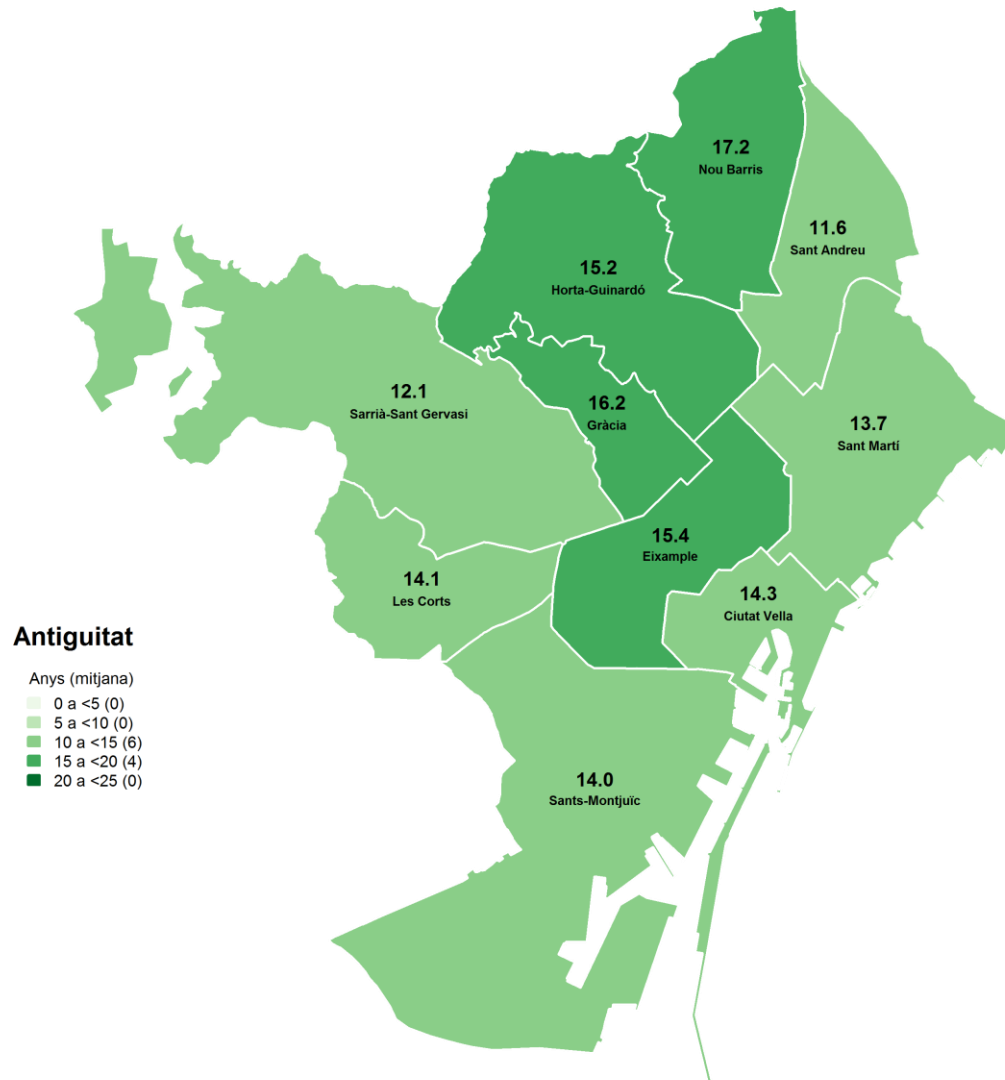 17.2
Nou Barris
11.6
Sant Andreu
15.2
Horta-Guinardó
12.1
Sarrià-Sant Gervasi
16.2
Gràcia
13.7
Sant Martí
15.4
Eixample
14.1
Les Corts
14.3
Ciutat Vella
Antiguitat
Anys (mitjana)
0 a <5 (0)
5 a <10 (0)
10 a <15 (6)
15 a <20 (4)
20 a <25 (0)
14.0
Sants-Montjuïc